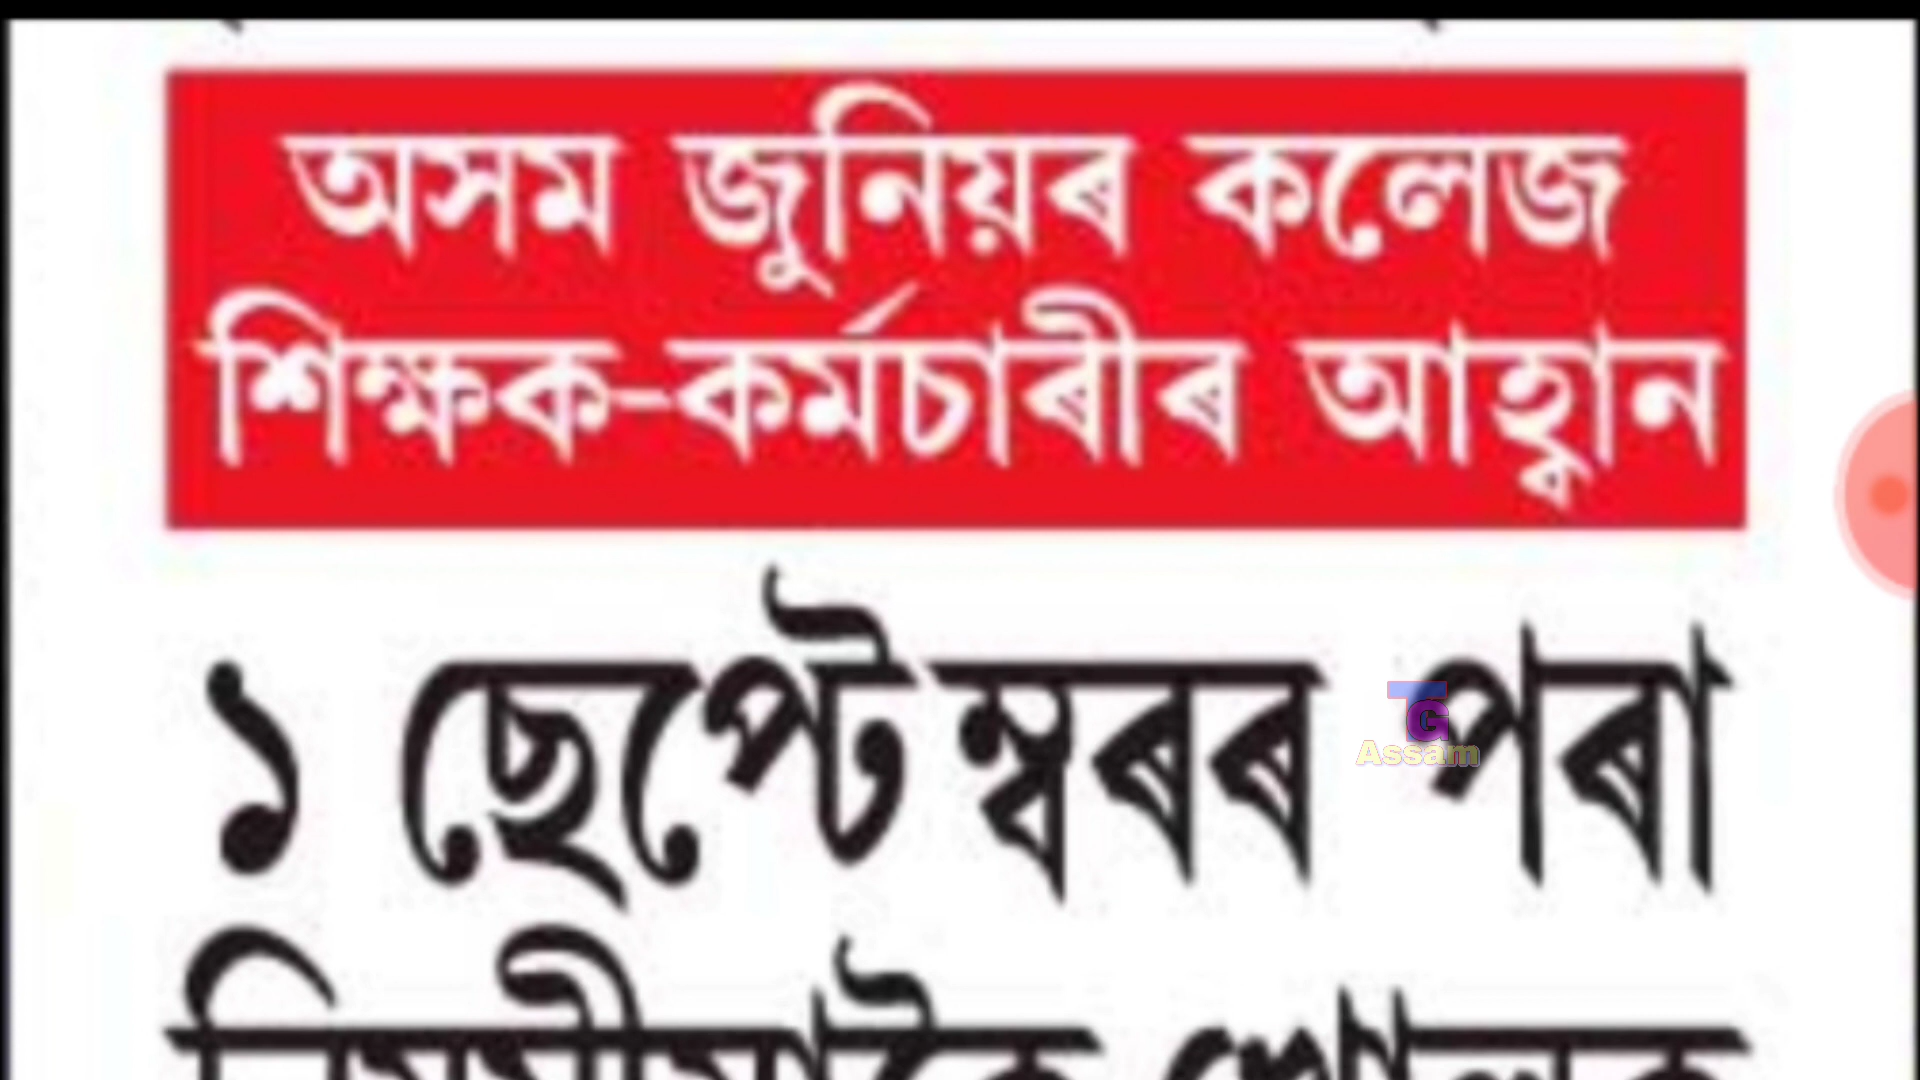 অসম জুনিয়ৰ কলেজ
শিক্ষক-কৰ্মচাৰীৰ আহ্বান
১ ছেপ্টেম্বৰৰ পৰা
TG
Assam